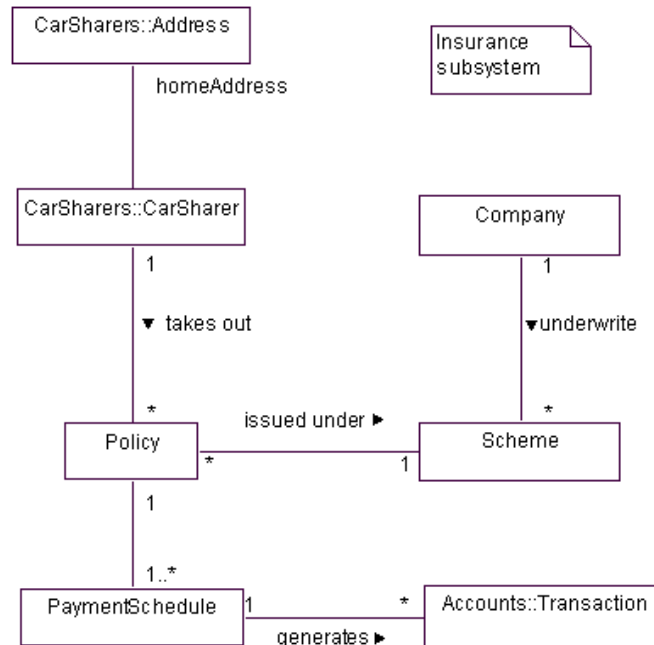 CarSharers::Address
Insurance
subsystem
homeAddress
CarSharers::CarSharer
Company
1
1
▼ takes out
▼underwrite
*
*
issued under ►
Policy
Scheme
*
1
1
1..*
PaymentSchedule
1
*
Accounts::Transaction
generates ►